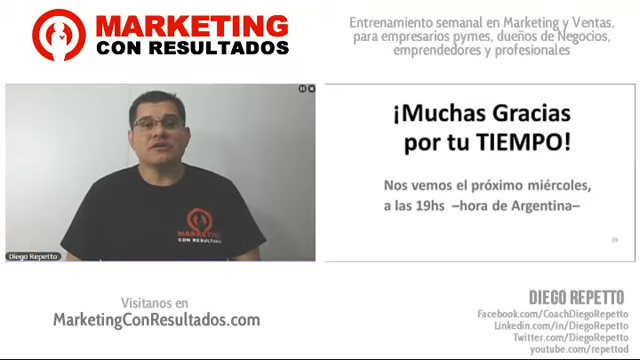 MARKETING
CON RESULTADOS
Entrenamiento semanal en Marketing y Ventas,
para empresarios pymes, dueños de Negocios,
emprendedores y profesionales
¡Muchas Gracias
por tu TIEMPO!
Nos vemos el próximo miércoles,
a las 19hs –hora de Argentina–
29
MARKETING
CON RESULTADOS
Diego Repetto
Visitanos en
MarketingConResultados.com
DIEGO REPETTO
Facebook.com/CoachDiegoRepetto
Linkedin.com/in/DiegoRepetto
Twitter.com/DiegoRepetto
youtube.com/repettod